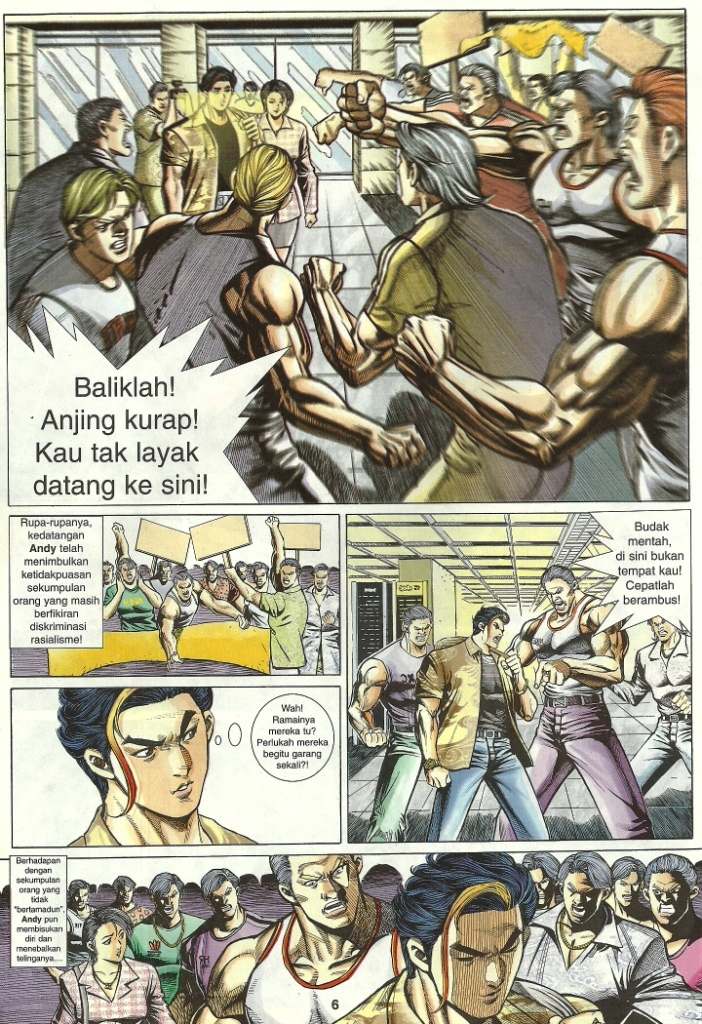 Baliklah!
Anjing kurap!
Kau tak layak
datang ke sini!
Rupa-rupanya,
kedatangan
Andy telah
menimbulkan
ketidakpuasan
sekumpulan
orang yang masih
berfikiran
diskriminasi
rasialisme!
Budak
mentah,
di sini bukan
tempat kau!
Cepatlah
berambus!
Wah!
Ramainya
mereka tu?
Perlukah mereka
begitu garang
sekali?!
Berhadapan
dengan
sekumpulan
orang yang
tidak
"bertamadun",
Andy pun
membisukan
diri dan
menebalkan
telinganya....
6